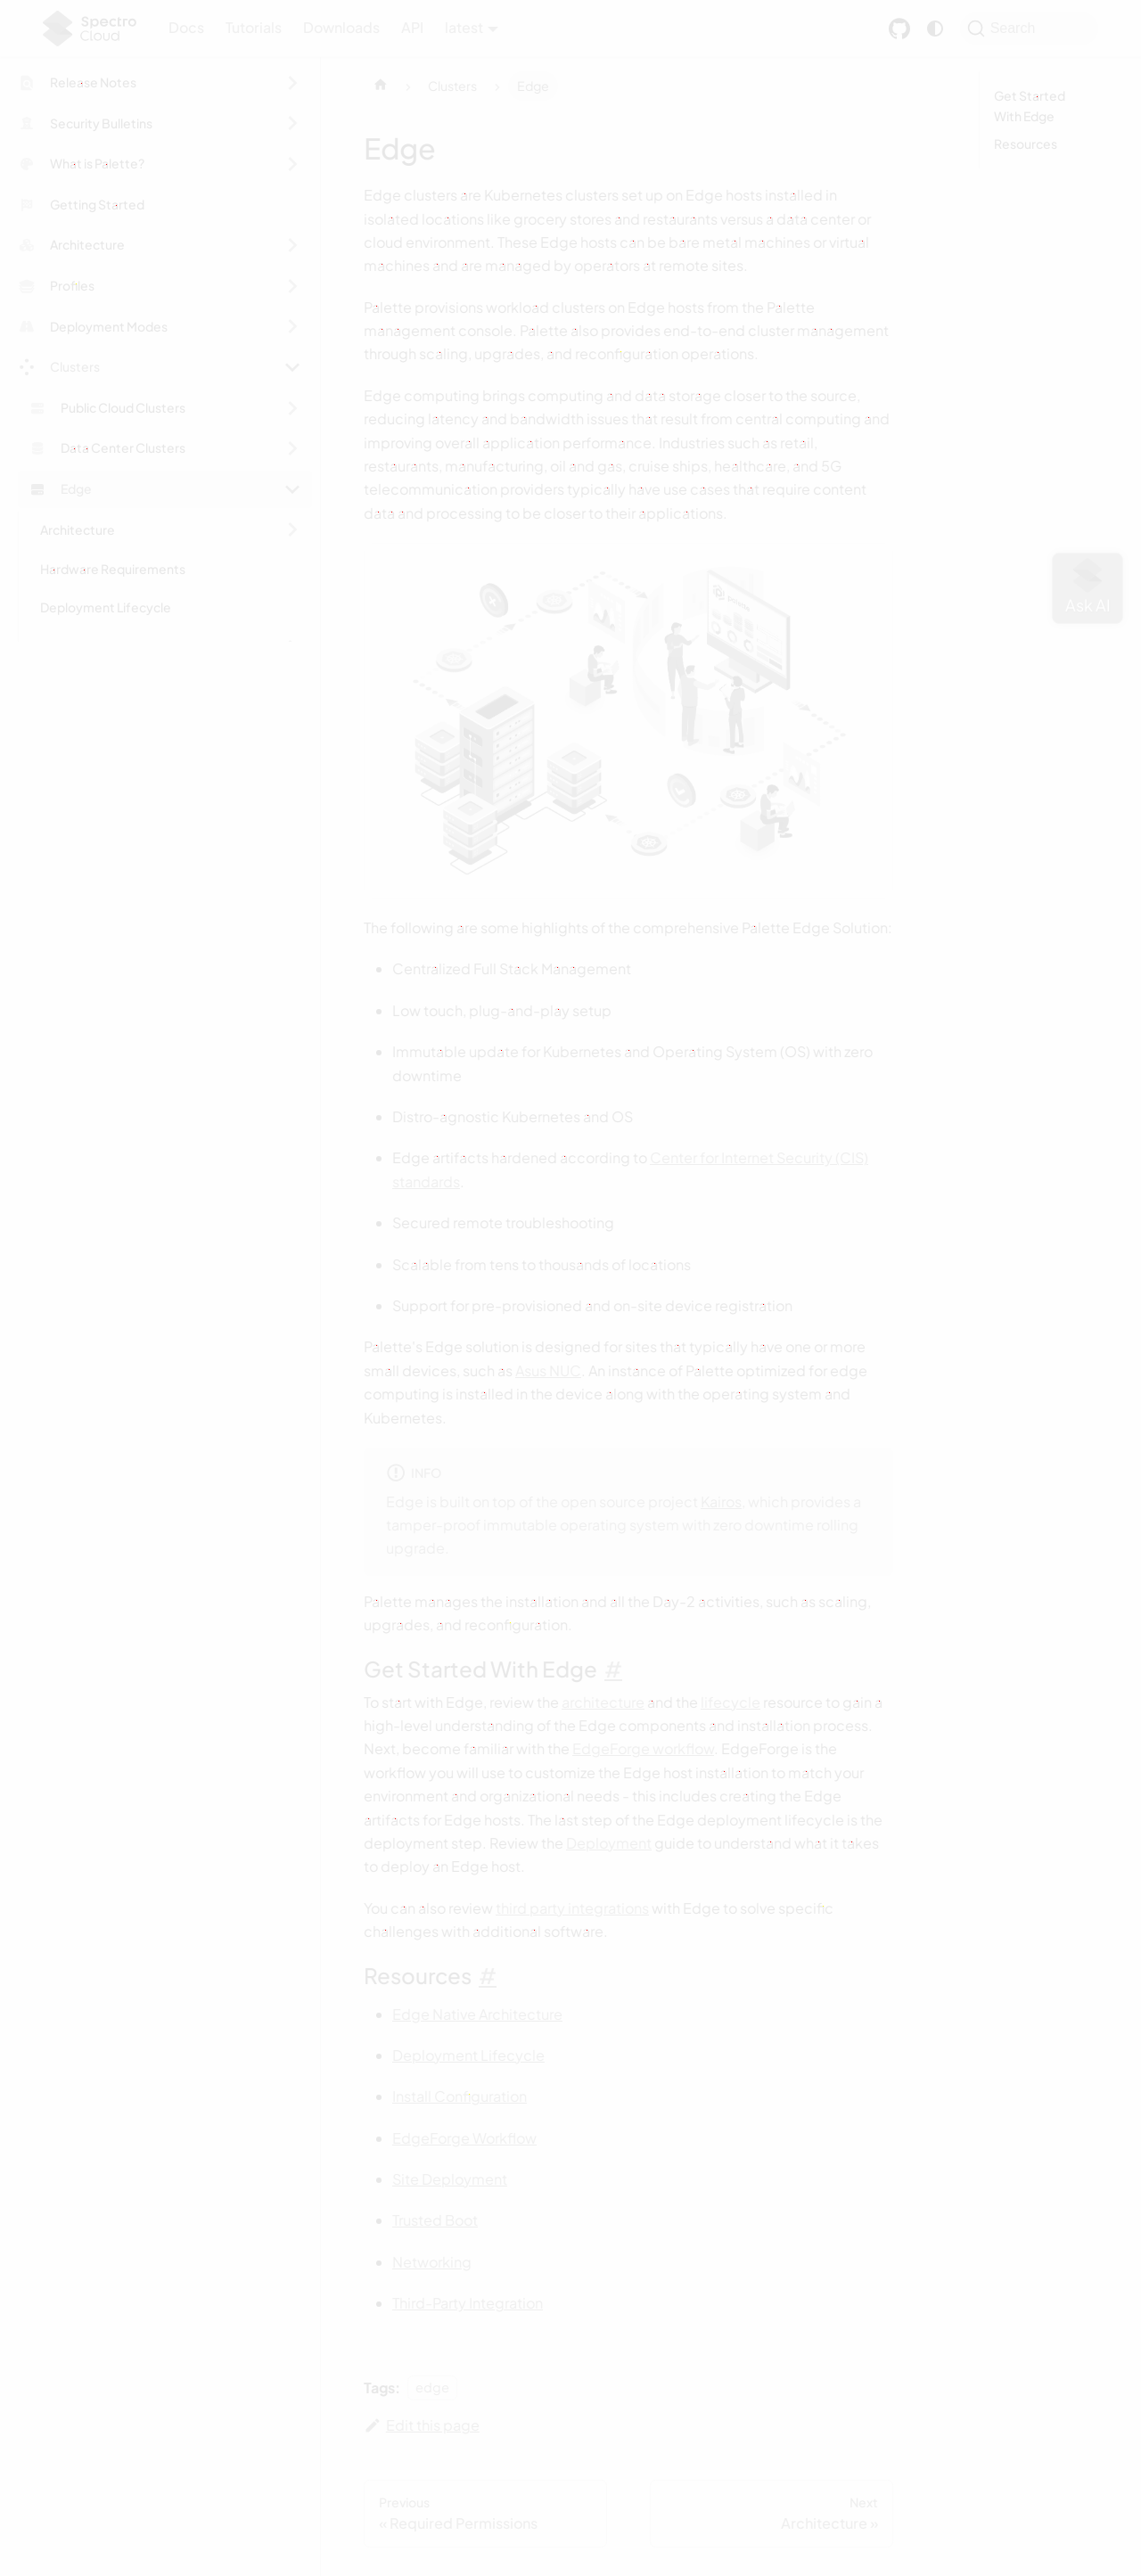 Spectro Cloud
Docs
Tutorials
Downloads
API
latest
Search
Release Notes
Security Bulletins
What is Palette?
Getting Started
Architecture
Profiles
Deployment Modes
Clusters
Public Cloud Clusters
Data Center Clusters
Edge
Architecture
Hardware Requirements
Deployment Lifecycle
Clusters
Edge
Get Started
With Edge
Resources
Edge
Edge clusters are Kubernetes clusters set up on Edge hosts installed in
isolated locations like grocery stores and restaurants versus a data center or
cloud environment. These Edge hosts can be bare metal machines or virtual
machines and are managed by operators at remote sites.
Palette provisions workload clusters on Edge hosts from the Palette
management console. Palette also provides end-to-end cluster management
through scaling, upgrades, and reconfiguration operations.
Edge computing brings computing and data storage closer to the source,
reducing latency and bandwidth issues that result from central computing and
improving overall application performance. Industries such as retail,
restaurants, manufacturing, oil and gas, cruise ships, healthcare, and 5G
telecommunication providers typically have use cases that require content
data and processing to be closer to their applications.
Ask AI
The following are some highlights of the comprehensive Palette Edge Solution:
Centralized Full Stack Management
Low touch, plug-and-play setup
Immutable update for Kubernetes and Operating System (OS) with zero
downtime
Distro-agnostic Kubernetes and OS
Edge artifacts hardened according to Center for Internet Security (CIS)
standards.
Secured remote troubleshooting
Scalable from tens to thousands of locations
Support for pre-provisioned and on-site device registration
Palette's Edge solution is designed for sites that typically have one or more
small devices, such as Asus NUC. An instance of Palette optimized for edge
computing is installed in the device along with the operating system and
Kubernetes.
INFO
Edge is built on top of the open source project Kairos, which provides a
tamper-proof immutable operating system with zero downtime rolling
upgrade.
Palette manages the installation and all the Day-2 activities, such as scaling,
upgrades, and reconfiguration.
Get Started With Edge #
To start with Edge, review the architecture and the lifecycle resource to gain a
high-level understanding of the Edge components and installation process.
Next, become familiar with the EdgeForge workflow. EdgeForge is the
workflow you will use to customize the Edge host installation to match your
environment and organizational needs - this includes creating the Edge
artifacts for Edge hosts. The last step of the Edge deployment lifecycle is the
deployment step. Review the Deployment guide to understand what it takes
to deploy an Edge host.
You can also review third party integrations with Edge to solve specific
challenges with additional software.
Resources #
Edge Native Architecture
Deployment Lifecycle
Install Configuration
EdgeForge Workflow
Site Deployment
Trusted Boot
Networking
Third-Party Integration
Tags: edge
Edit this page
Previous
« Required Permissions
Next
Architecture »